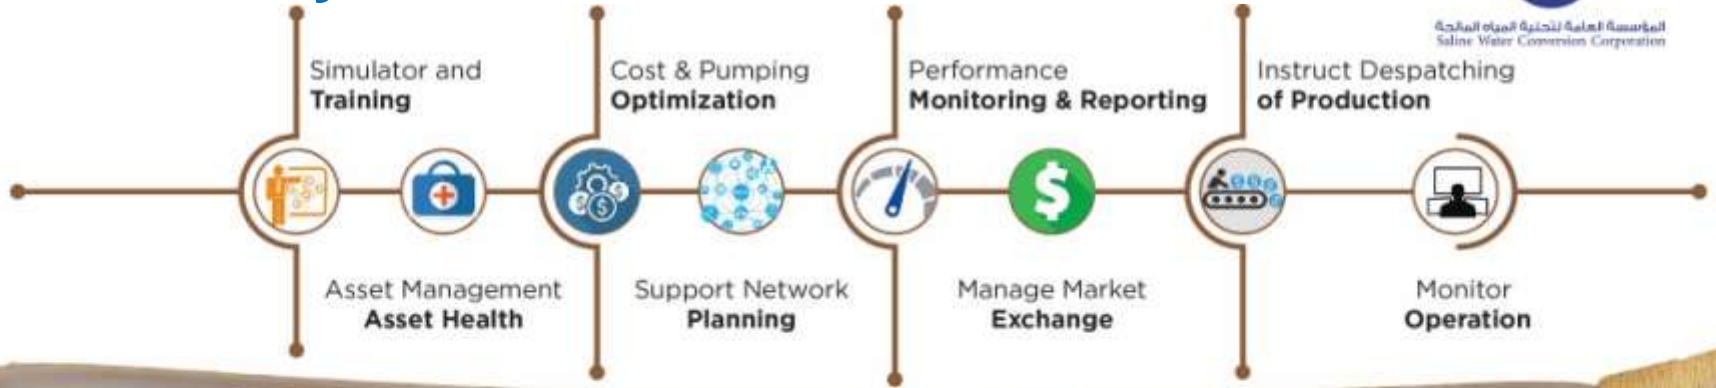 المؤسسة العامة لتحلية المياه المالحة
Saline Water Conversion Corporation
Simulator and
Training
Cost & Pumping
Optimization
Performance
Monitoring & Reporting
Instruct Despatching
of Production
Asset Management
Asset Health
Support Network
Planning
Manage Market
Exchange
Monitor
Operation